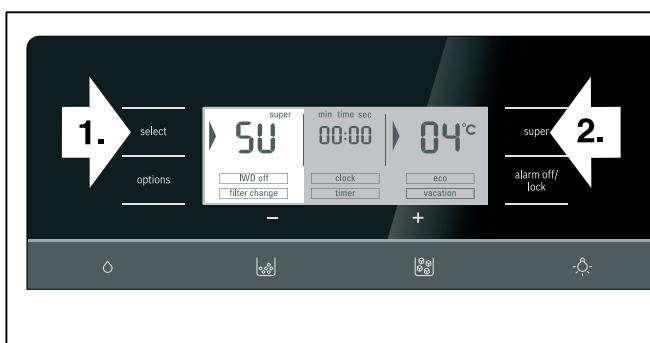 super
min time sec
1.
select
SU
00:00
04°C
super
2.
options
IWD off
clock
eco
alarm off/
lock
filter change
timer
vacation
−
+